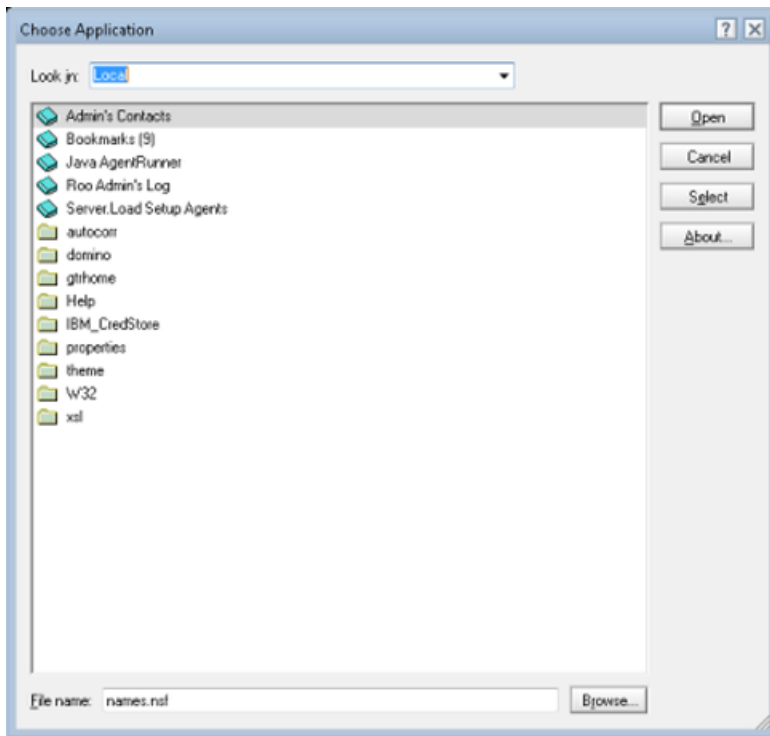 Choose Application
Look in: Local
Admin's Contacts
Open
Bookmarks (9)
Java AgentRunner
Cancel
Roo Admin's Log
Select
Server.Load Setup Agents
autocorr
About...
domino
gtrhome
Help
IBM_CredStore
properties
theme
W32
xsl
File name: names.nsf
Browse...